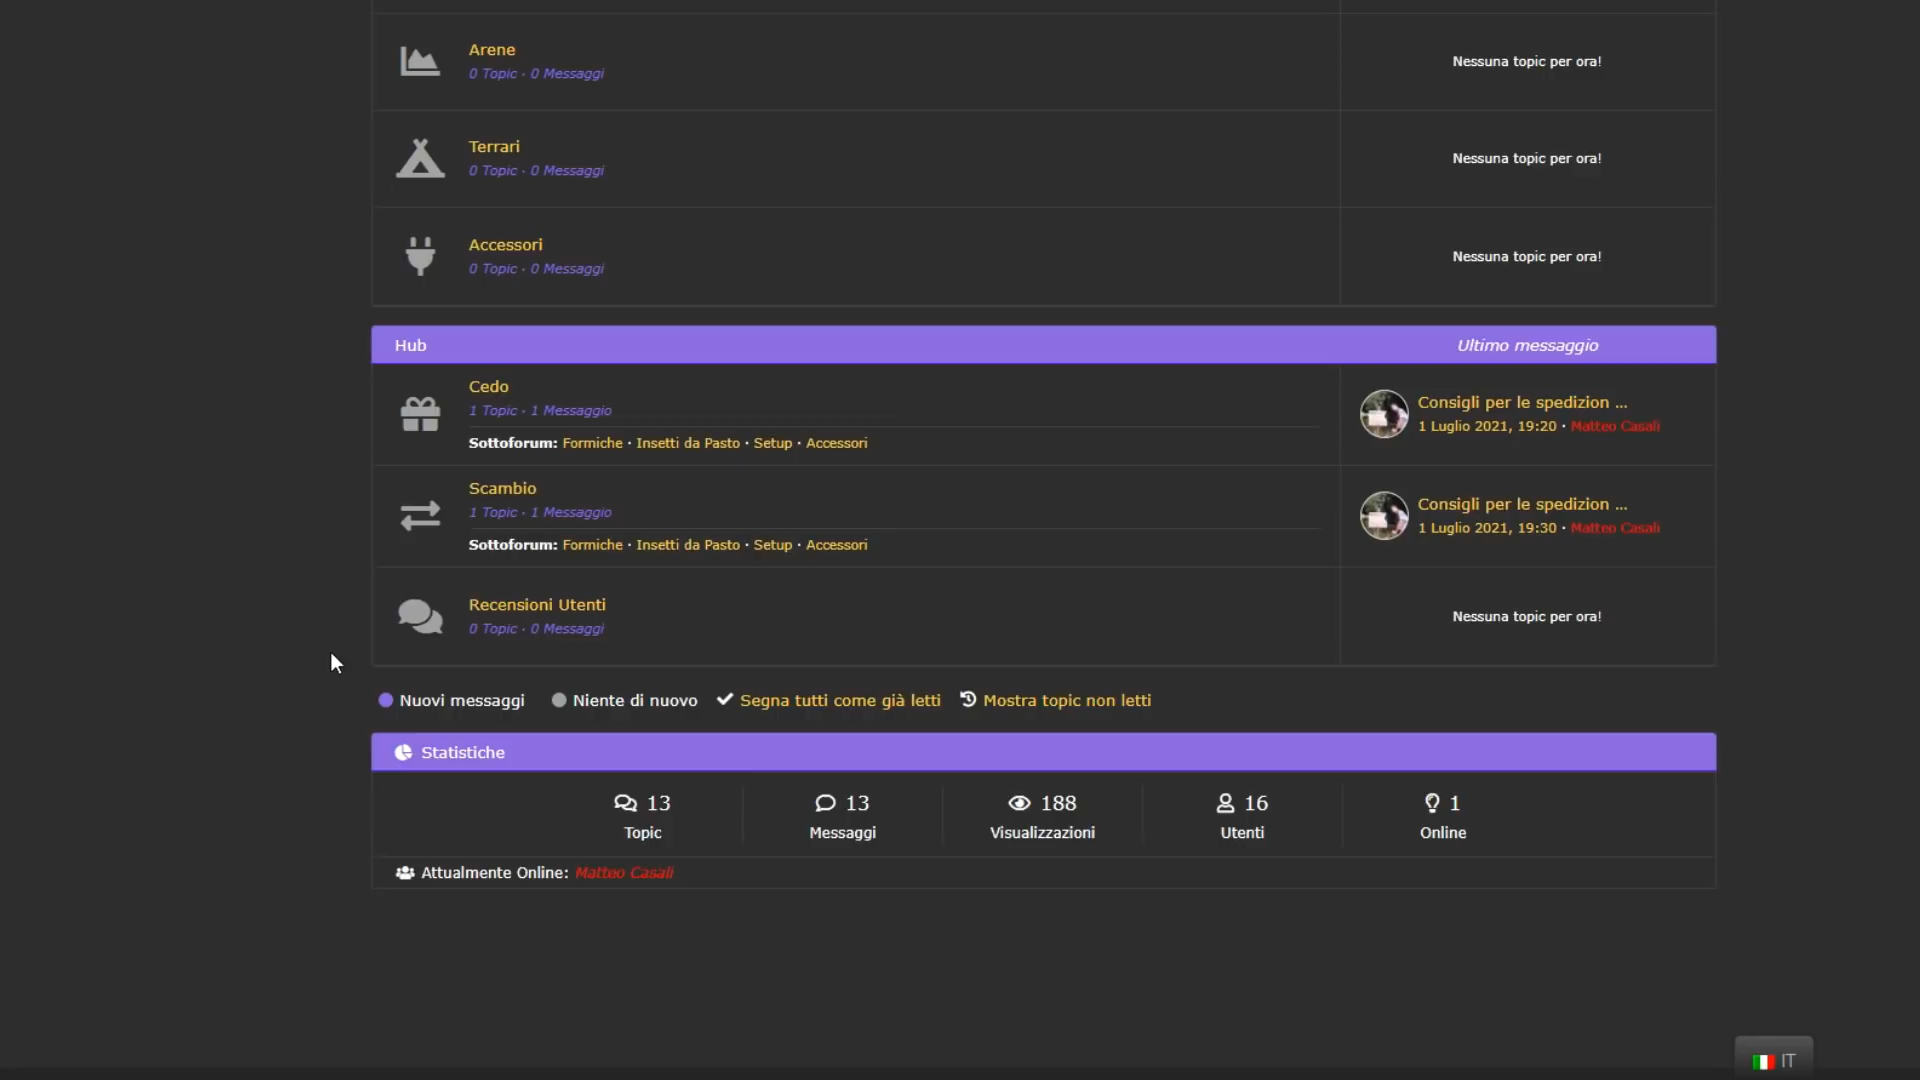 Arene
0 Topic · 0 Messaggi
Nessuna topic per ora!
Terrari
0 Topic · 0 Messaggi
Nessuna topic per ora!
Accessori
0 Topic · 0 Messaggi
Nessuna topic per ora!
Hub
Ultimo messaggio
Cedo
1 Topic · 1 Messaggio
Sottoforum: Formiche · Insetti da Pasto · Setup · Accessori
Consigli per le spedizion ...
1 Luglio 2021, 19:20 · Matteo Casali
Scambio
1 Topic · 1 Messaggio
Sottoforum: Formiche · Insetti da Pasto · Setup · Accessori
Consigli per le spedizion ...
1 Luglio 2021, 19:30 · Matteo Casali
Recensioni Utenti
0 Topic · 0 Messaggi
Nessuna topic per ora!
Nuovi messaggi Niente di nuovo Segna tutti come già letti Mostra topic non letti
Statistiche
13 13 188 16 1
Topic Messaggi Visualizzazioni Utenti Online
Attualmente Online: Matteo Casali
IT